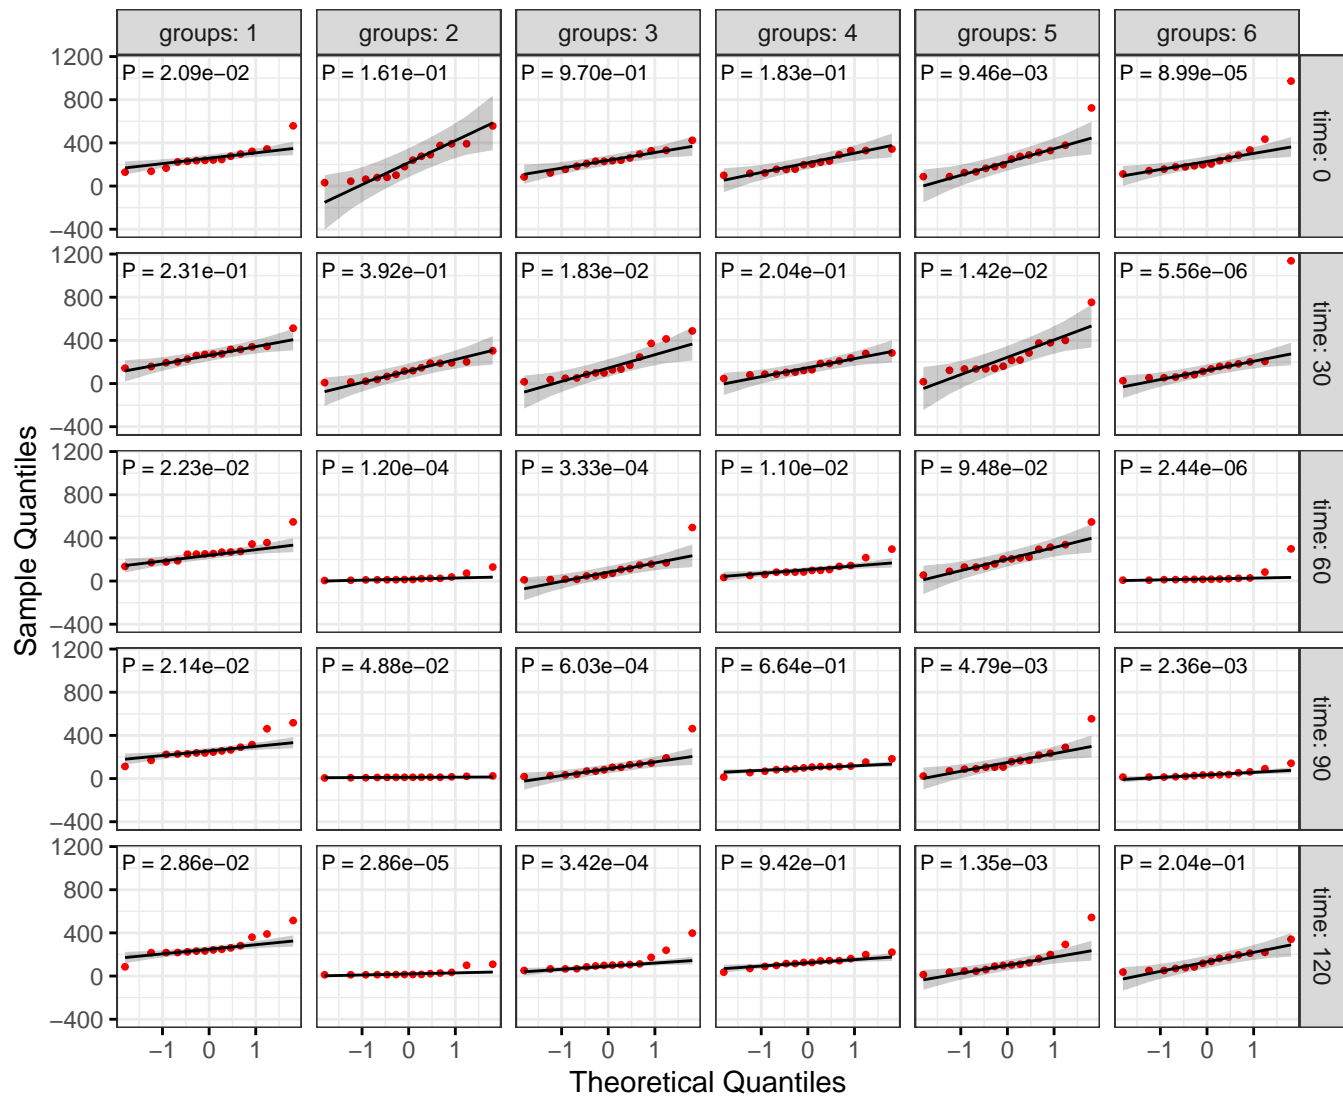 groups: 1 groups: 2 groups: 3 groups: 4 groups: 5 groups: 6
1200
P = 2.09e−02 P = 1.61e−01 P = 9.70e−01 P = 1.83e−01 P = 9.46e−03 P = 8.99e−05
800
400
0
−400
time: 0
1200
P = 2.31e−01 P = 3.92e−01 P = 1.83e−02 P = 2.04e−01 P = 1.42e−02 P = 5.56e−06
800
400
0
−400
time: 30
1200
P = 2.23e−02 P = 1.20e−04 P = 3.33e−04 P = 1.10e−02 P = 9.48e−02 P = 2.44e−06
800
400
0
−400
time: 60
1200
P = 2.14e−02 P = 4.88e−02 P = 6.03e−04 P = 6.64e−01 P = 4.79e−03 P = 2.36e−03
800
400
0
−400
time: 90
1200
P = 2.86e−02 P = 2.86e−05 P = 3.42e−04 P = 9.42e−01 P = 1.35e−03 P = 2.04e−01
800
400
0
−400
time: 120
−1 0 1 −1 0 1 −1 0 1 −1 0 1 −1 0 1 −1 0 1
Theoretical Quantiles
Sample Quantiles